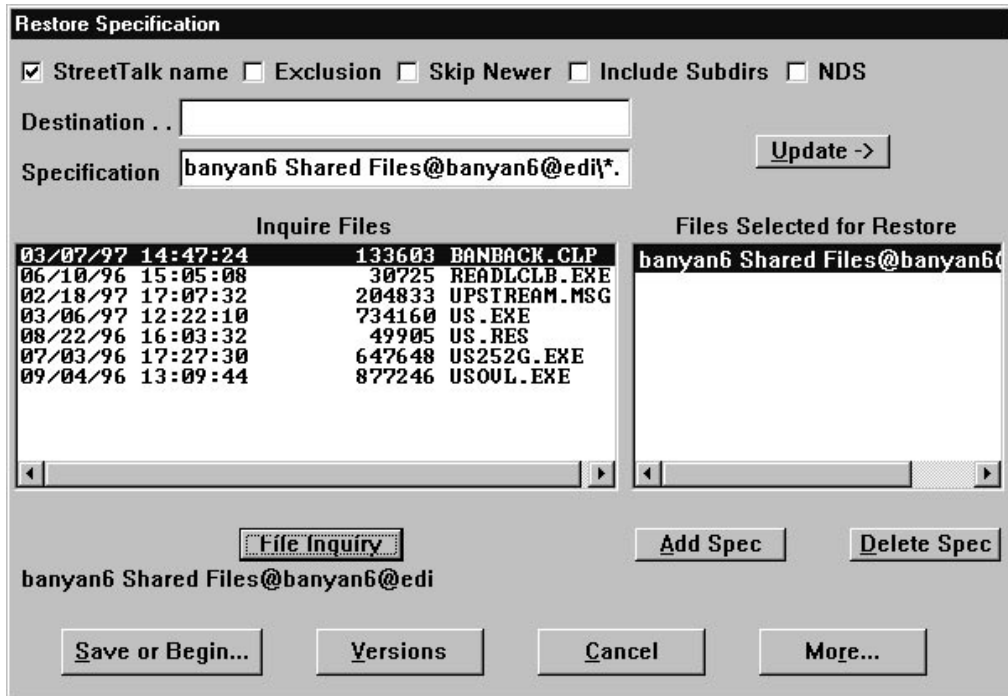 Restore Specification
StreetTalk name Exclusion Skip Newer Include Subdirs NDS
Destination . .
Update ->
Specification banyan6 Shared Files@banyan6@edi\*.
Inquire Files
Files Selected for Restore
03/07/97 14:47:24 133603 BANBACK.CLP
06/10/96 15:05:08 30725 READLCLB.EXE
02/18/97 17:07:32 204833 UPSTREAM.MSG
03/06/97 12:22:10 734160 US.EXE
08/22/96 16:03:32 49905 US.RES
07/03/96 17:27:30 647648 US252G.EXE
09/04/96 13:09:44 877246 USOVL.EXE
banyan6 Shared Files@banyan6@
File Inquiry
Add Spec
Delete Spec
banyan6 Shared Files@banyan6@edi
Save or Begin...
Versions
Cancel
More...